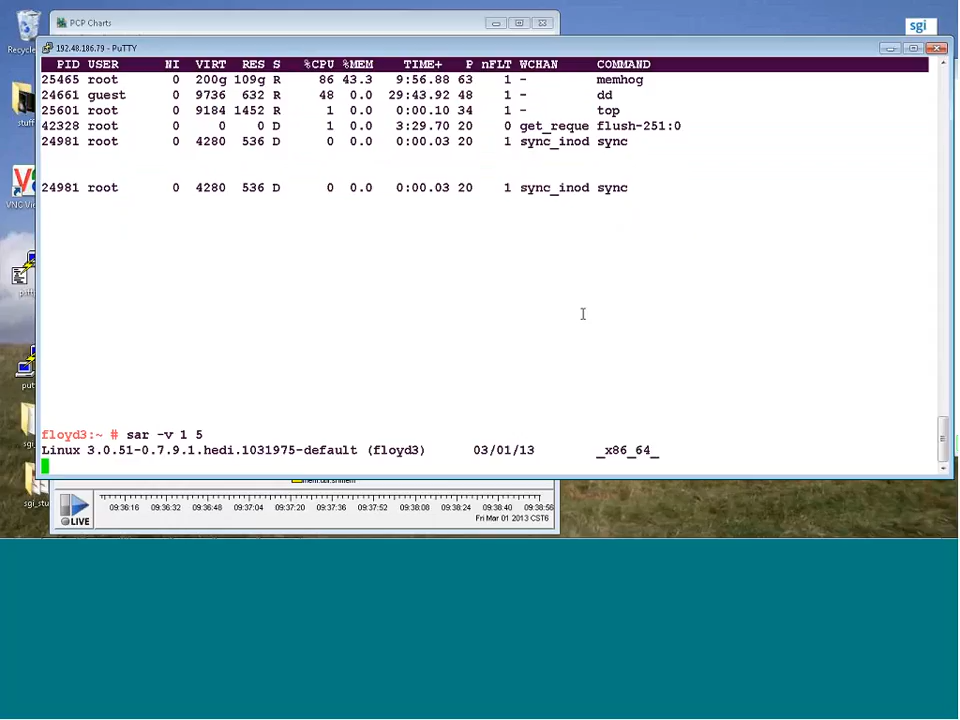 PCP Charts
sgi
Recycle
192.48.186.79 - PuTTY
PID USER NI VIRT RES S %CPU %MEM TIME+ P nFLT WCHAN COMMAND
25465 root 0 200g 109g R 86 43.3 9:56.88 63 1 - memhog
24661 guest 0 9736 632 R 48 0.0 29:43.92 48 1 - dd
25601 root 0 9184 1452 R 1 0.0 0:00.10 34 1 - top
42328 root 0 0 0 D 1 0.0 3:29.70 20 0 get_reque flush-251:0
24981 root 0 4280 536 D 0 0.0 0:00.03 20 1 sync_inod sync
24981 root 0 4280 536 D 0 0.0 0:00.03 20 1 sync_inod sync
stuff
VNC Vie
put
sgi
sgi_stu
floyd3:~ # sar -v 1 5
Linux 3.0.51-0.7.9.1.hedi.1031975-default (floyd3) 03/01/13 _x86_64_
LIVE
09:36:16 09:36:32 09:36:48 09:37:04 09:37:20 09:37:36 09:37:52 09:38:08 09:38:24 09:38:40 09:38:56
Fri Mar 01 2013 CST6